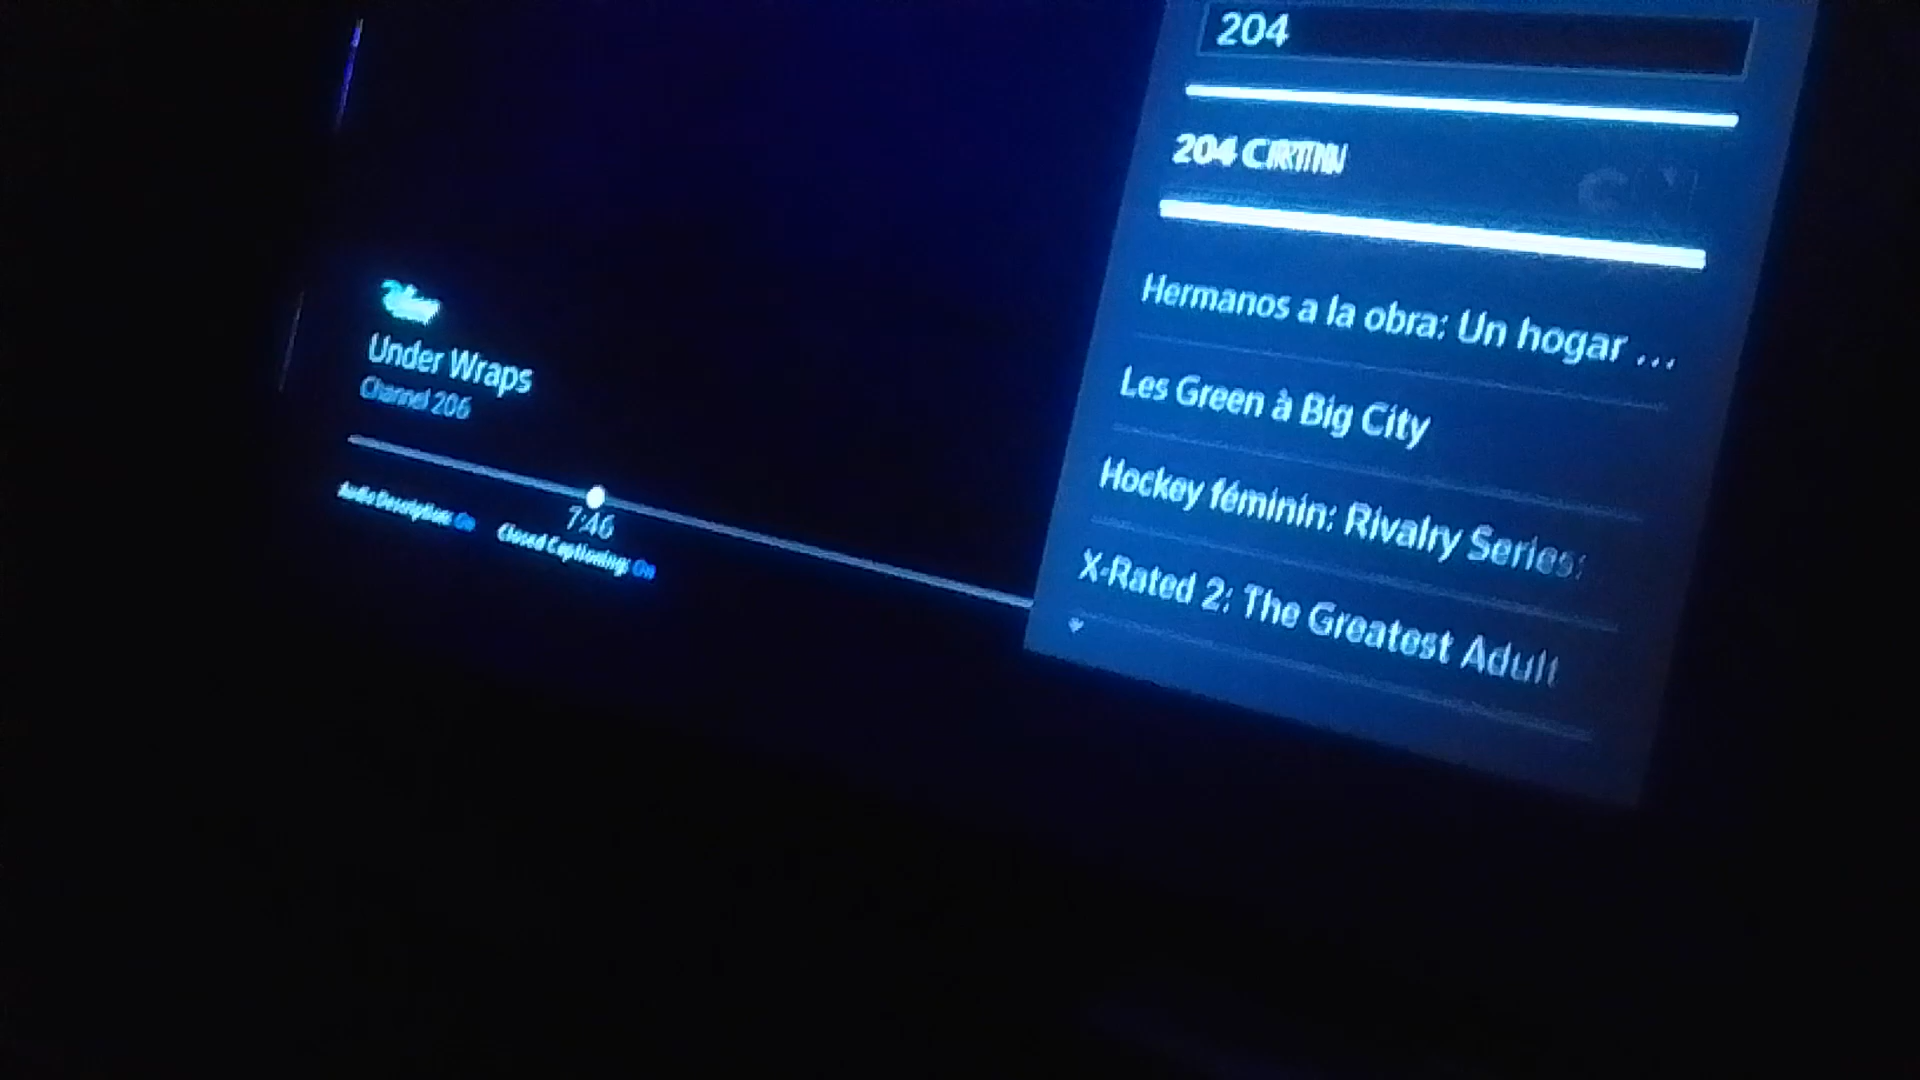 204
204
Hermanos a la obra: Un hogar ...
Les Green à Big City
Hockey féminin: Rivalry Series:
X-Rated 2: The Greatest Adult
Disney
Under Wraps
Channel 206
7:46
Audio Description: On
Closed Captioning: On